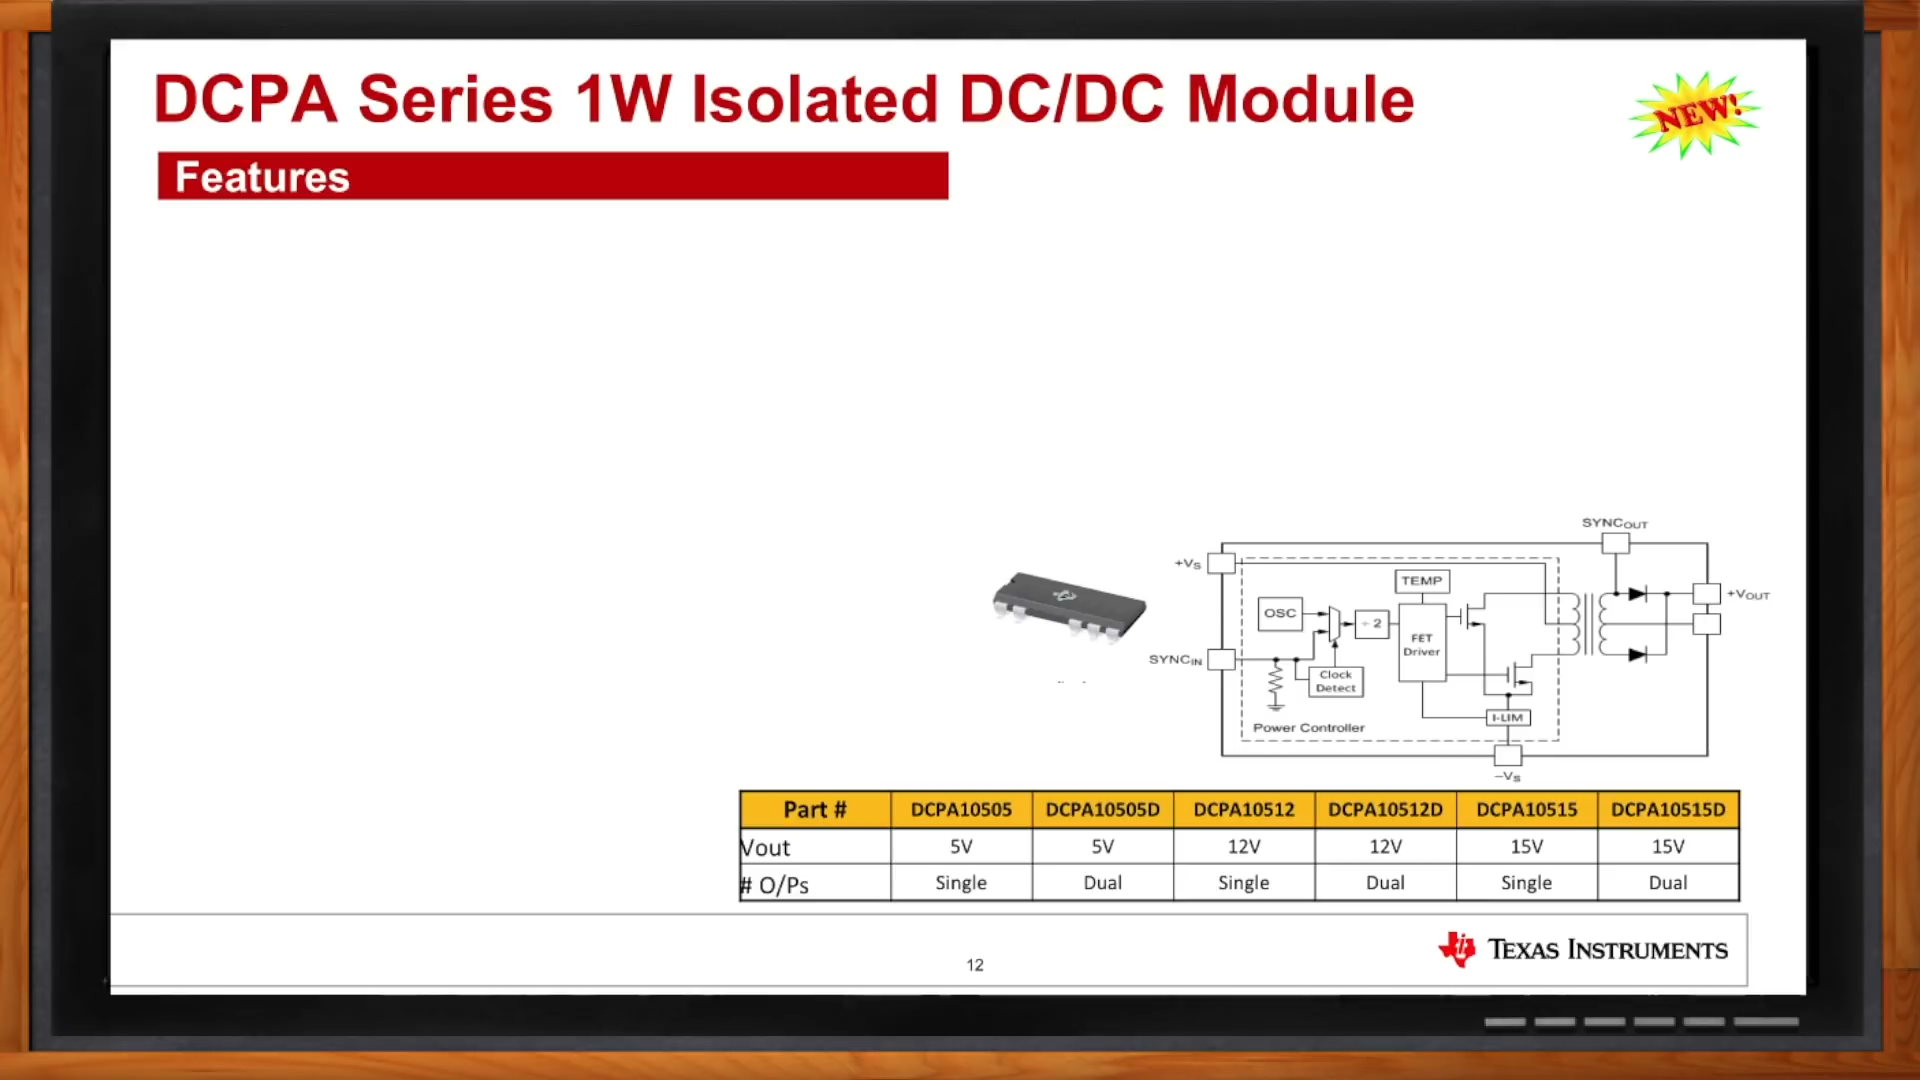 DCPA Series 1W Isolated DC/DC Module
NEW!
Features
SYNCOUT
+VS
TEMP
OSC
÷ 2
FET
Driver
+VOUT
SYNCIN
Clock
Detect
I-LIM
Power Controller
–VS
Part # DCPA10505 DCPA10505D DCPA10512 DCPA10512D DCPA10515 DCPA10515D
Vout 5V 5V 12V 12V 15V 15V
# O/Ps Single Dual Single Dual Single Dual
TEXAS INSTRUMENTS
12